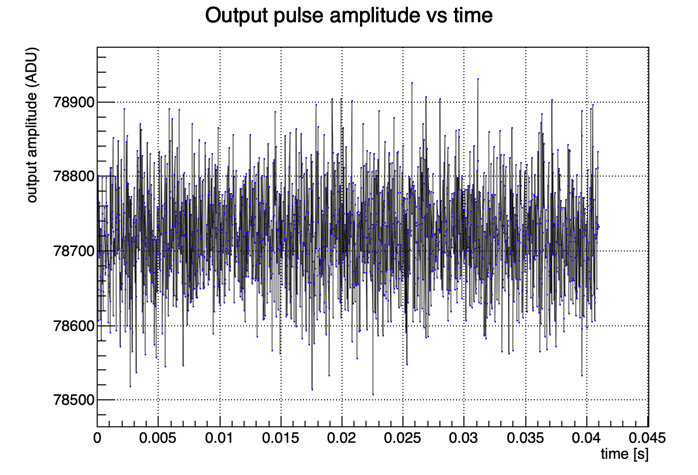 Output pulse amplitude vs time
output amplitude (ADU)
78900
78800
78700
78600
78500
0 0.005 0.01 0.015 0.02 0.025 0.03 0.035 0.04 0.045
time [s]